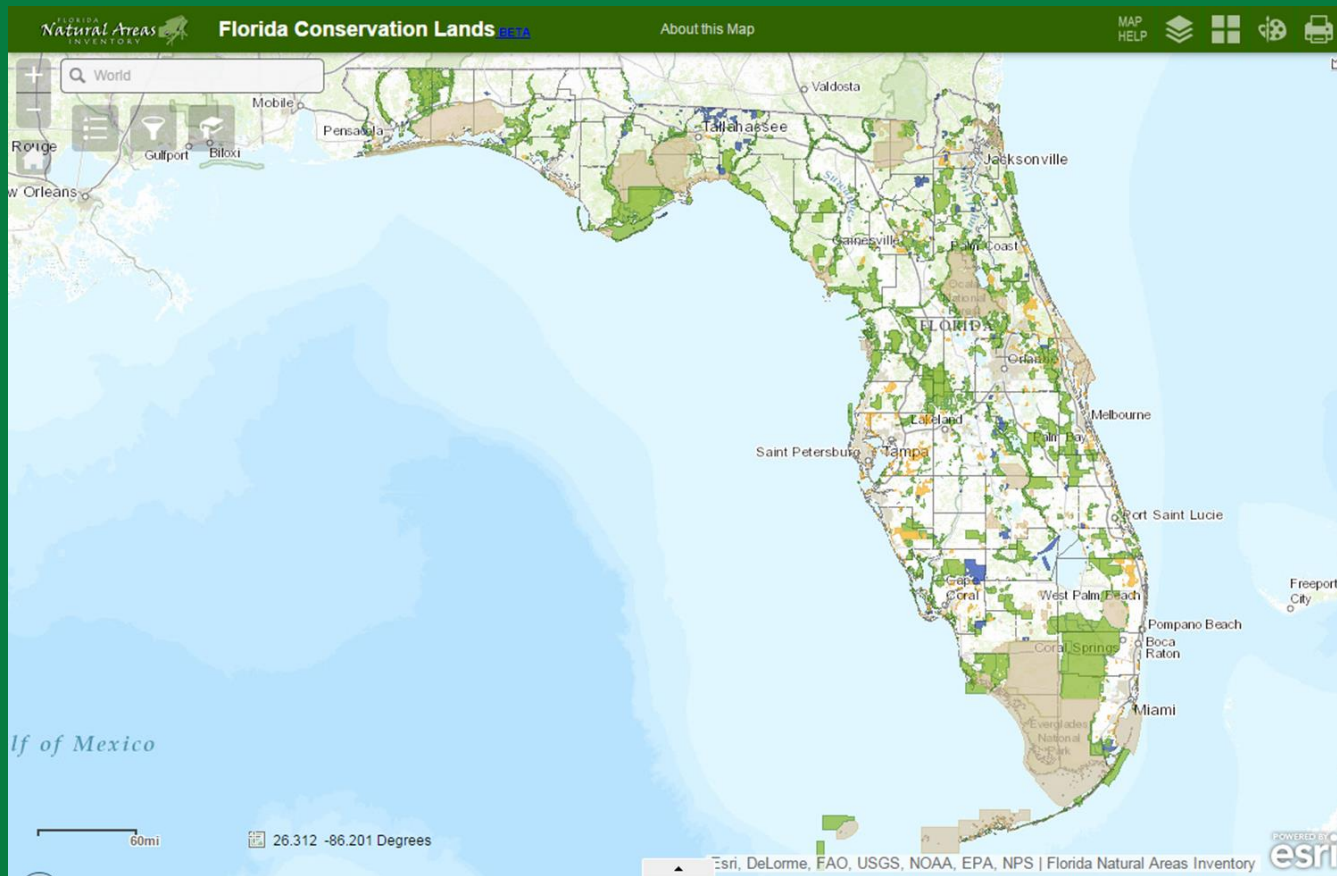 FLORIDA
Natural Areas
INVENTORY
Florida Conservation Lands BETA
About this Map
MAP
HELP
+
World
−
Valdosta
Mobile
Pensacola
Tallahassee
Rouge
Gulfport
Biloxi
Jacksonville
w Orleans
Gainesville
Palm Coast
Ocala
National
FLORIDA
Orlando
Melbourne
Lakeland
Palm Bay
Saint Petersburg
Tampa
Port Saint Lucie
Cape
Coral
West Palm Beach
Freeport
City
Pompano Beach
Coral Springs
Boca
Raton
Miami
Everglades
National
Park
lf of Mexico
60mi
26.312 -86.201 Degrees
Esri, DeLorme, FAO, USGS, NOAA, EPA, NPS | Florida Natural Areas Inventory
POWERED BY
esri